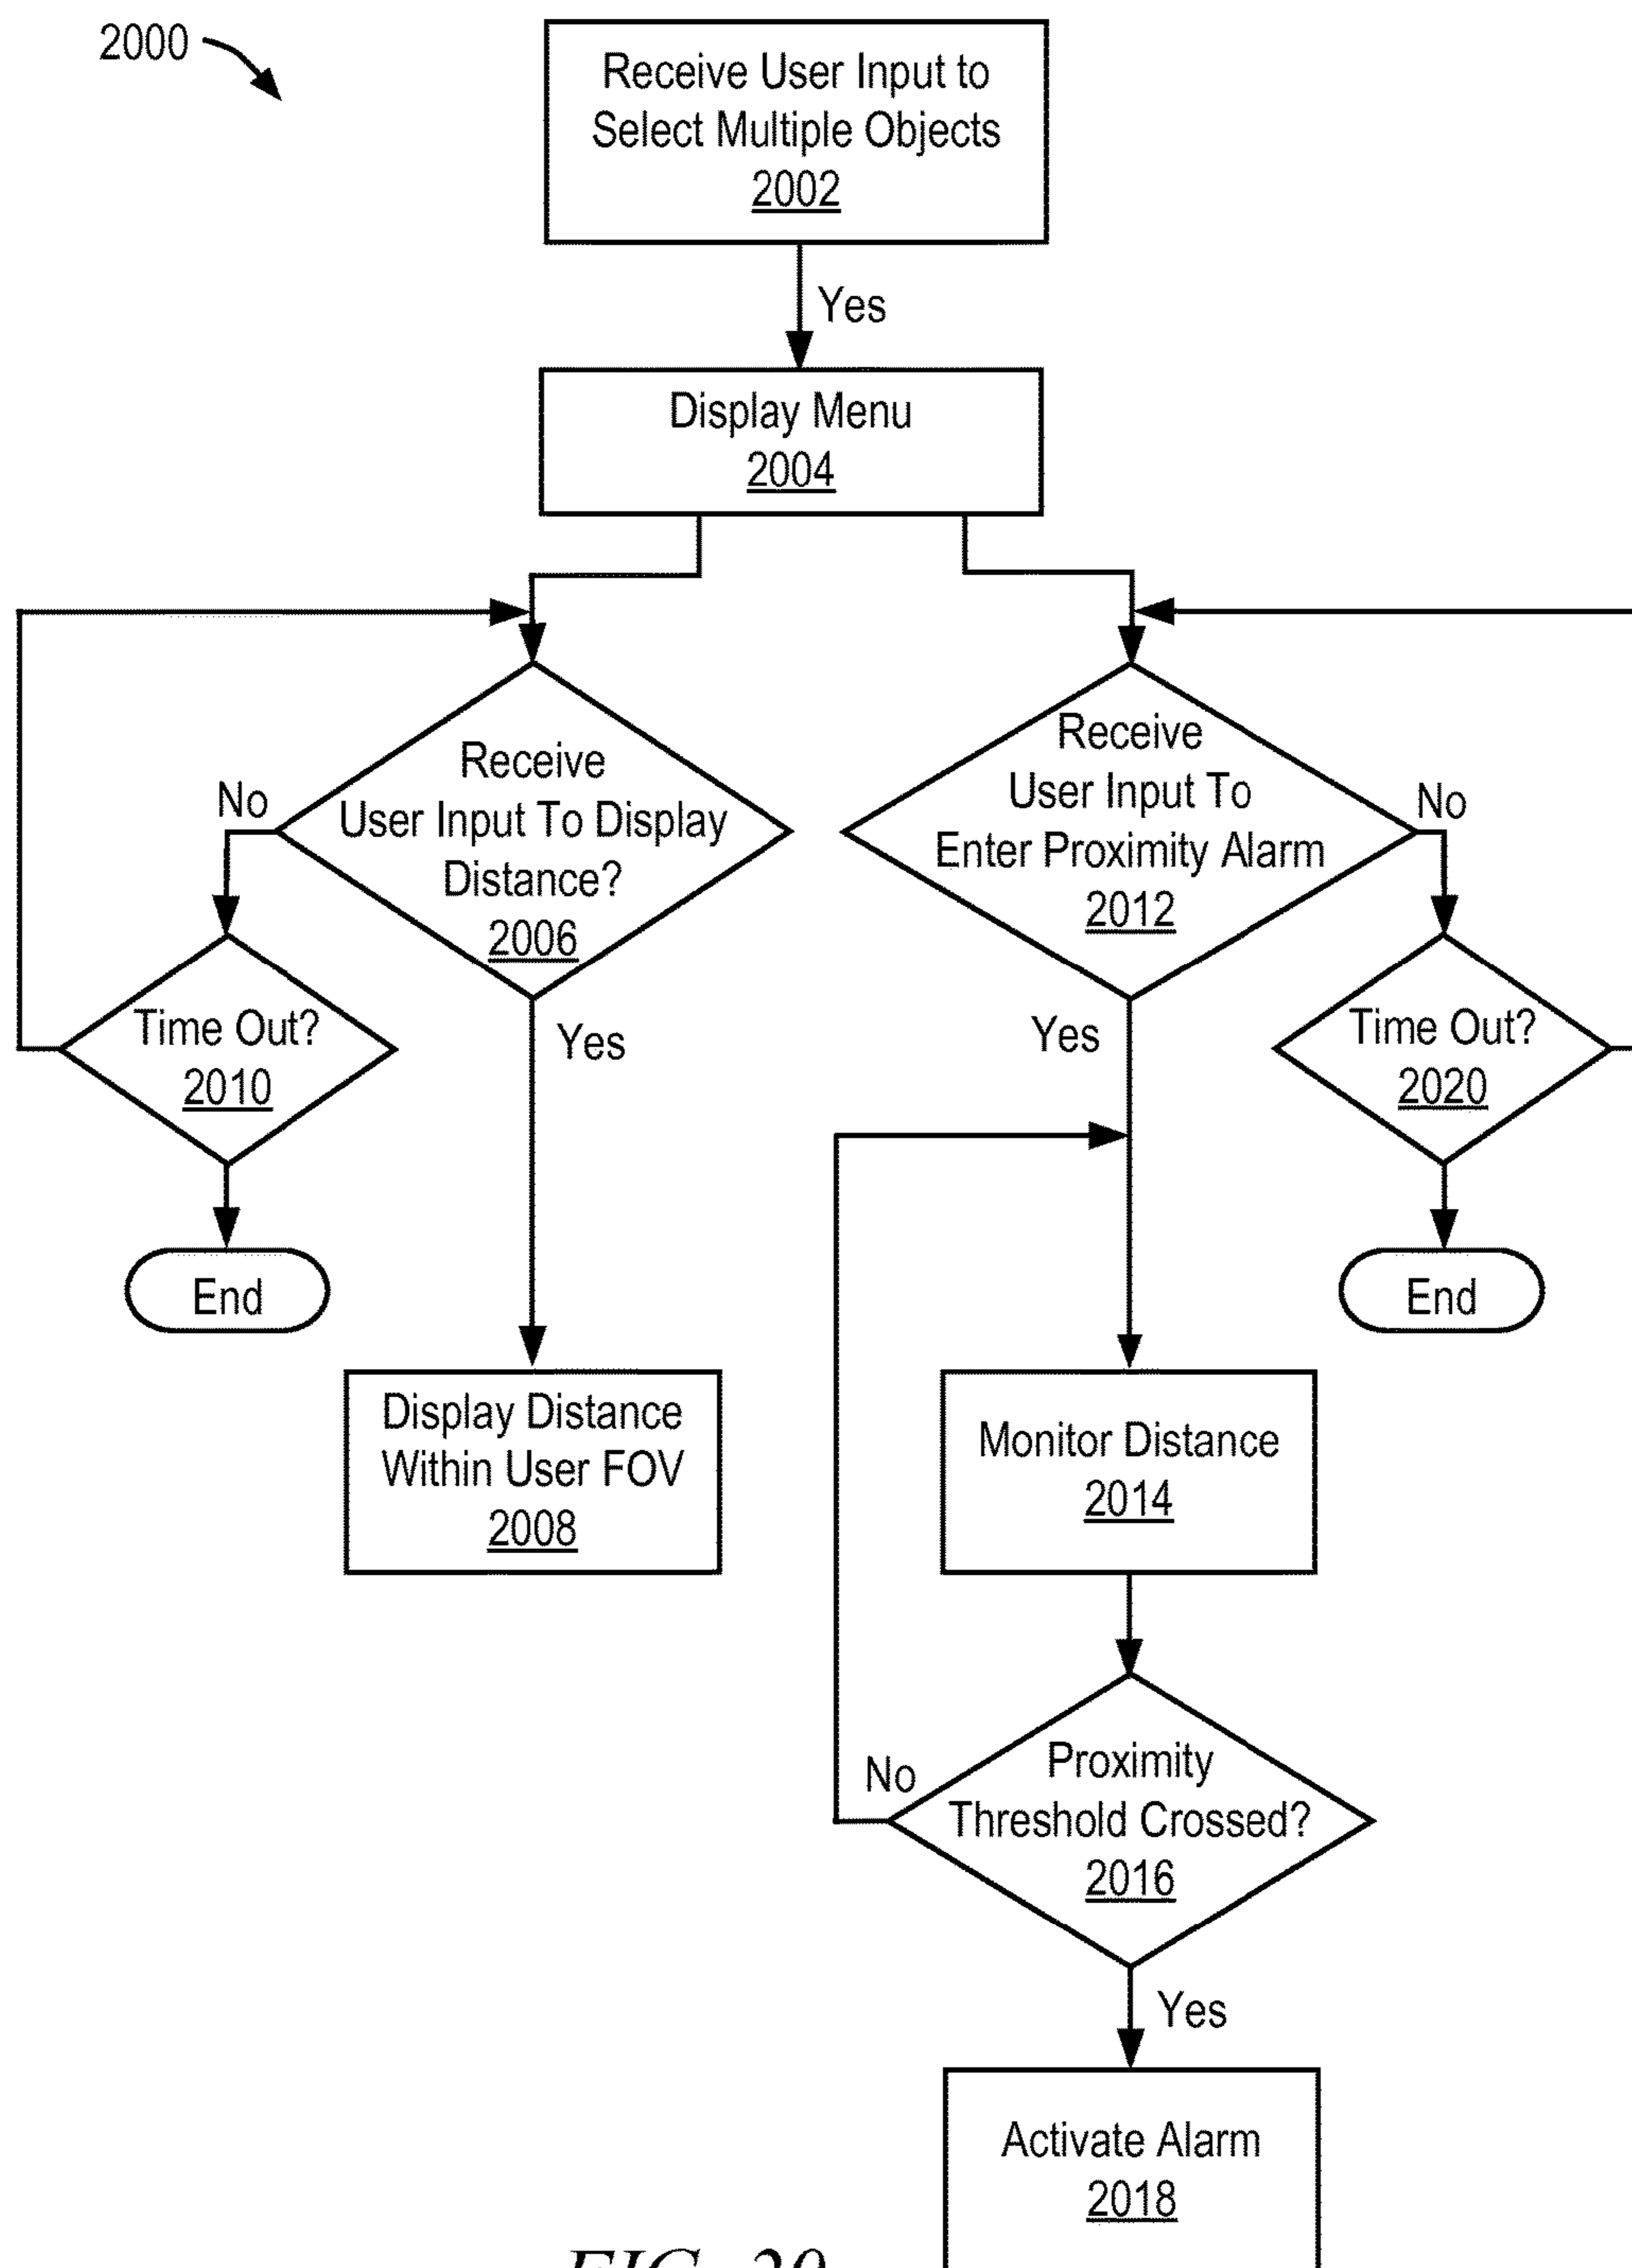 2000
Receive User Input to
Select Multiple Objects
2002
Yes
Display Menu
2004
No
Receive
User Input To Display
Distance?
2006
Receive
User Input To
Enter Proximity Alarm
2012
No
Time Out?
2010
Yes
Yes
Time Out?
2020
End
End
Display Distance
Within User FOV
2008
Monitor Distance
2014
No
Proximity
Threshold Crossed?
2016
Yes
Activate Alarm
2018
FIG. 20